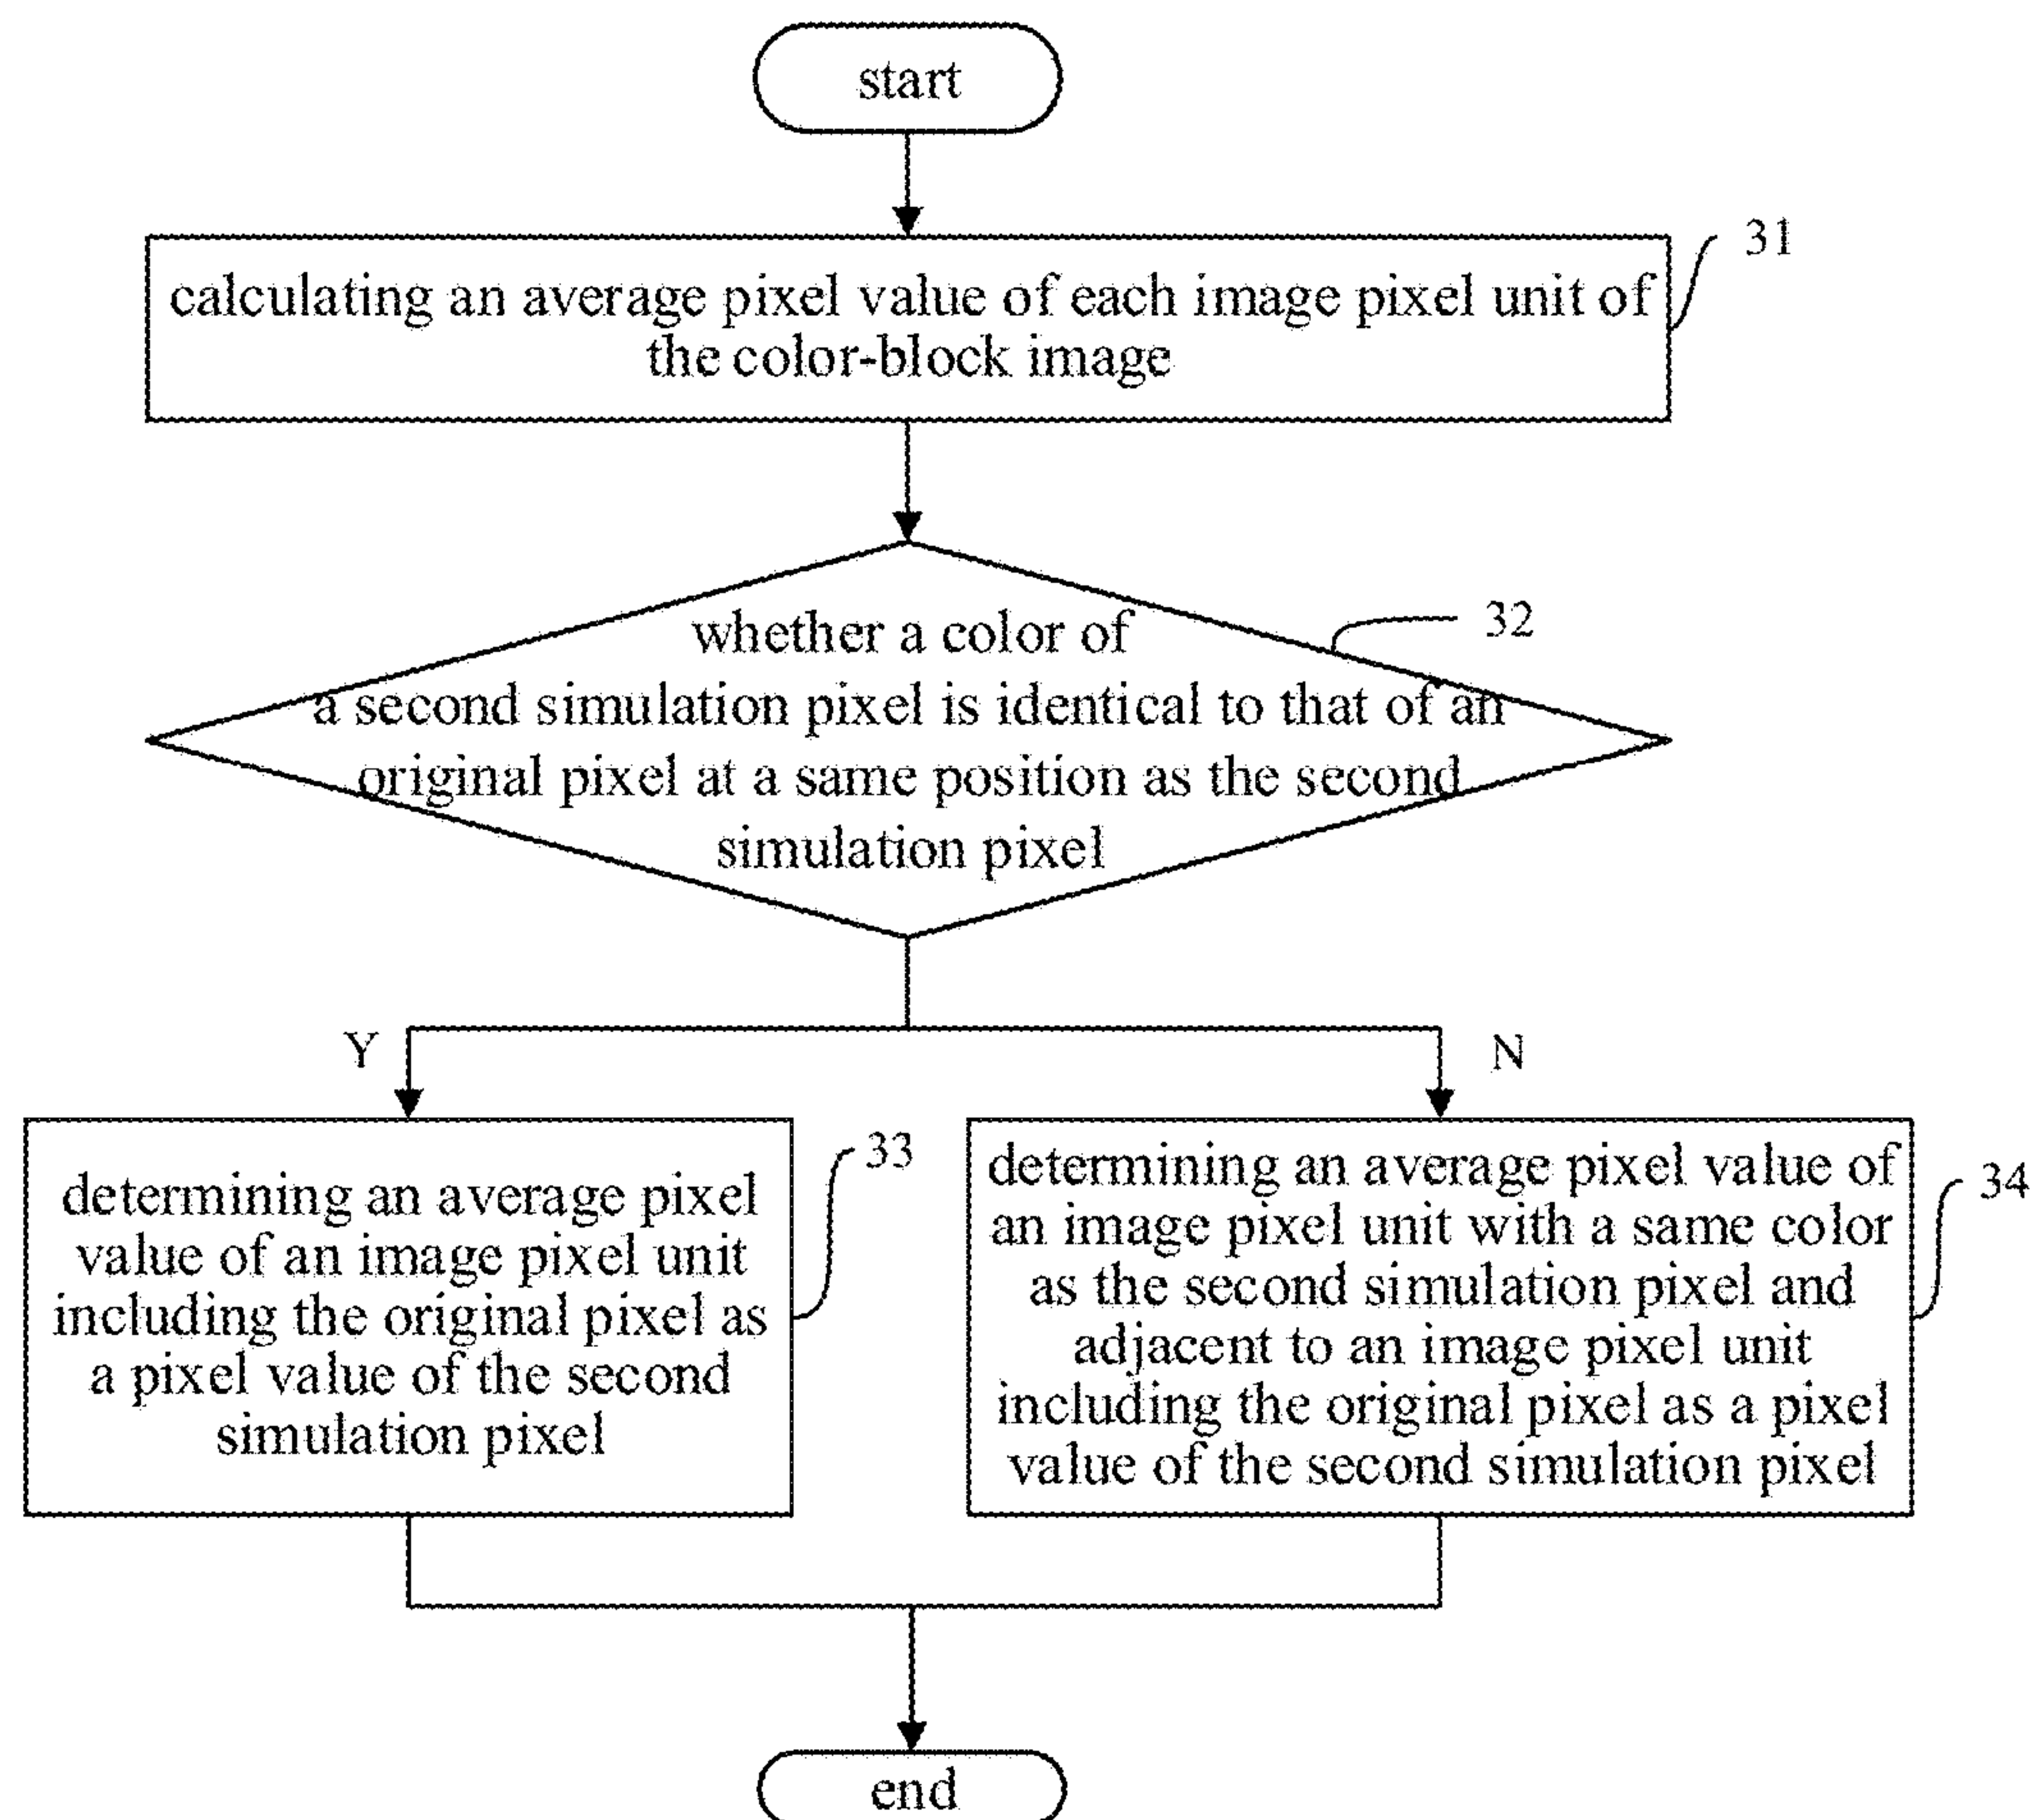 start
31
calculating an average pixel value of each image pixel unit of
the color-block image
32
whether a color of
a second simulation pixel is identical to that of an
original pixel at a same position as the second
simulation pixel
Y
N
33
determining an average pixel
value of an image pixel unit
including the original pixel as
a pixel value of the second
simulation pixel
34
determining an average pixel value of
an image pixel unit with a same color
as the second simulation pixel and
adjacent to an image pixel unit
including the original pixel as a pixel
value of the second simulation pixel
end